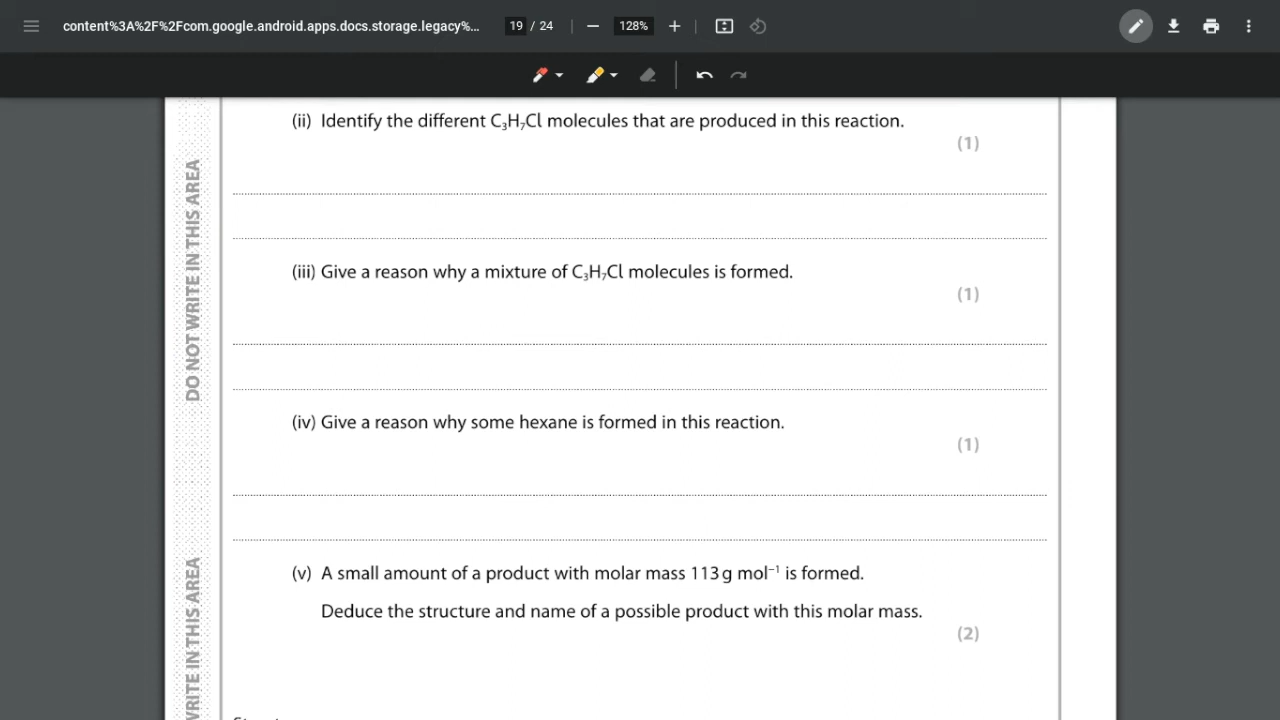 content%3A%2F%2Fcom.google.android.apps.docs.storage.legacy%...
19 / 24
128%
(ii) Identify the different C₃H₇Cl molecules that are produced in this reaction.
(1)
(iii) Give a reason why a mixture of C₃H₇Cl molecules is formed.
(1)
(iv) Give a reason why some hexane is formed in this reaction.
(1)
(v) A small amount of a product with molar mass 113 g mol⁻¹ is formed.
Deduce the structure and name of a possible product with this molar mass.
(2)
DO NOT WRITE IN THIS AREA
WRITE IN THIS AREA